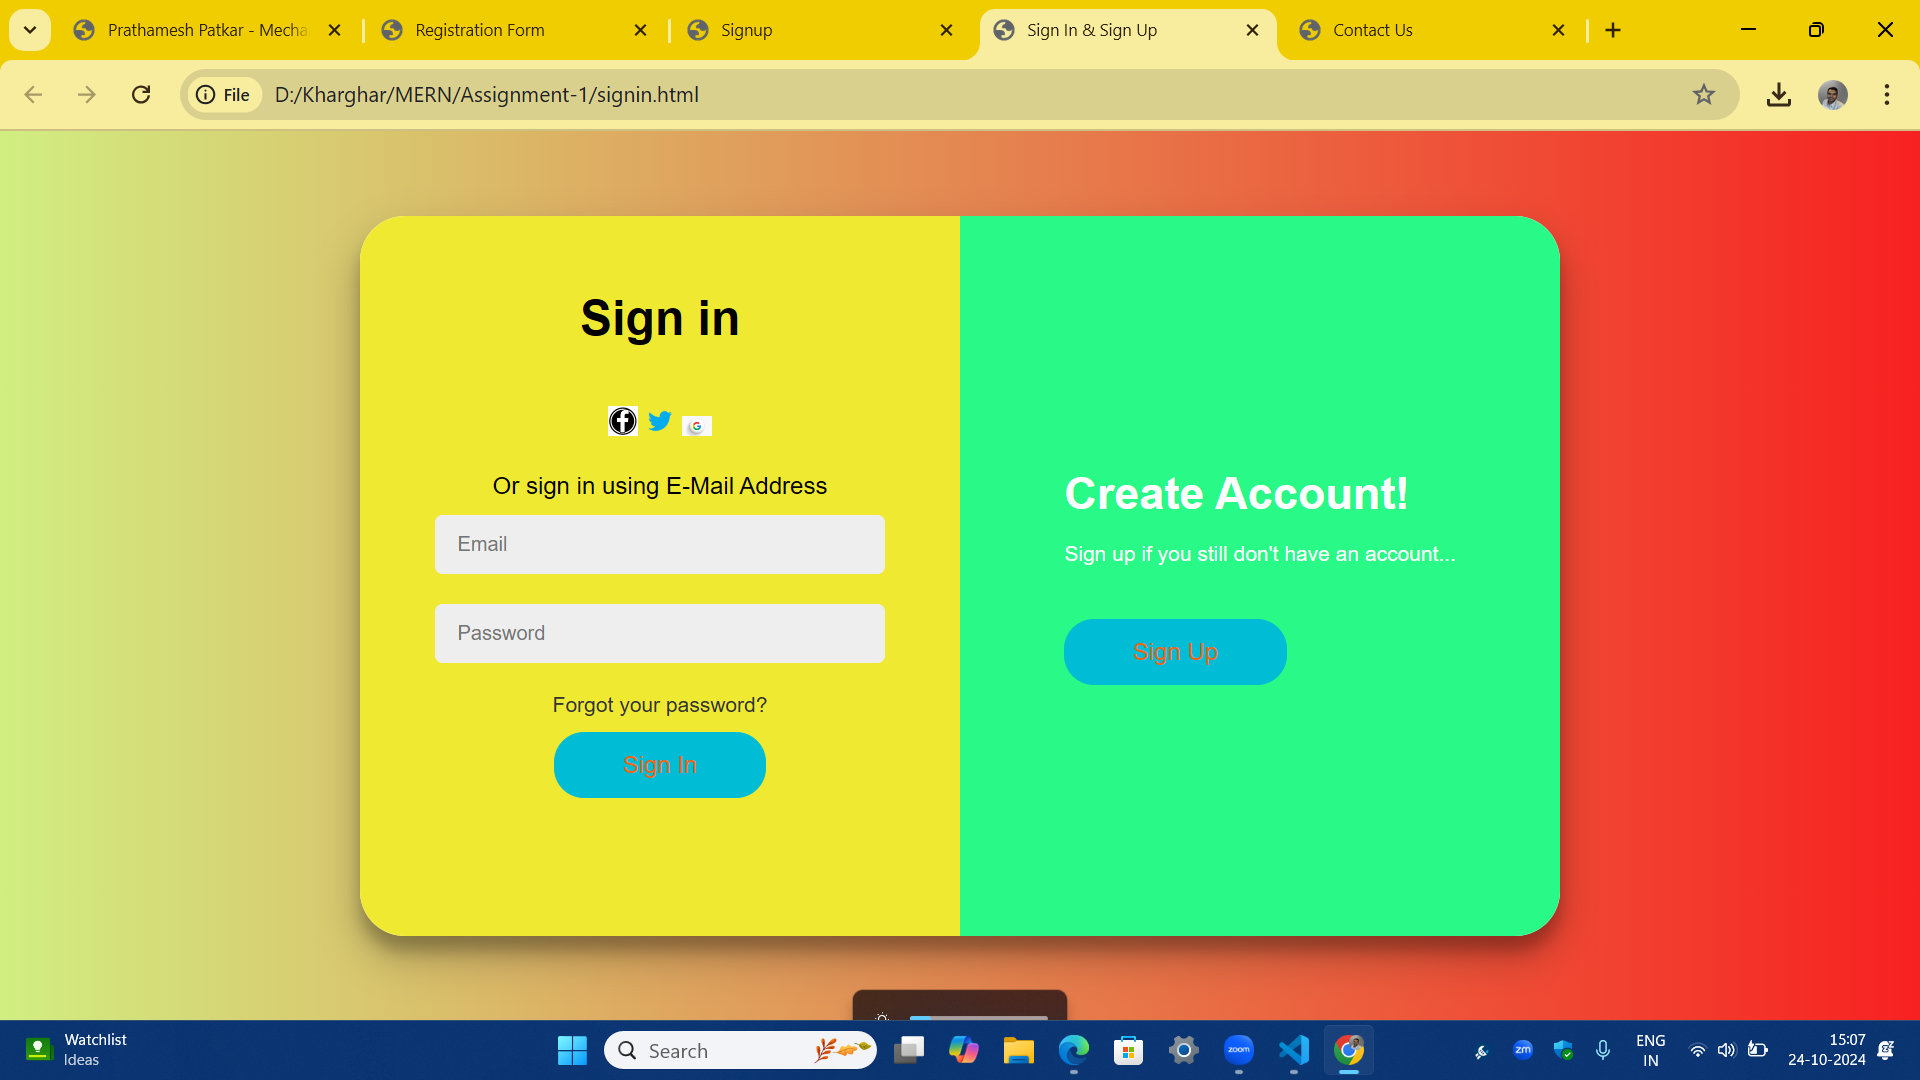 Prathamesh Patkar - Mecha
Registration Form
Signup
Sign In & Sign Up
Contact Us
File
D:/Kharghar/MERN/Assignment-1/signin.html
Sign in
Or sign in using E-Mail Address
Email
Password
Forgot your password?
Sign In
Create Account!
Sign up if you still don't have an account...
Sign Up
Watchlist
Ideas
Search
zoom
zm
ENG
IN
15:07
24-10-2024